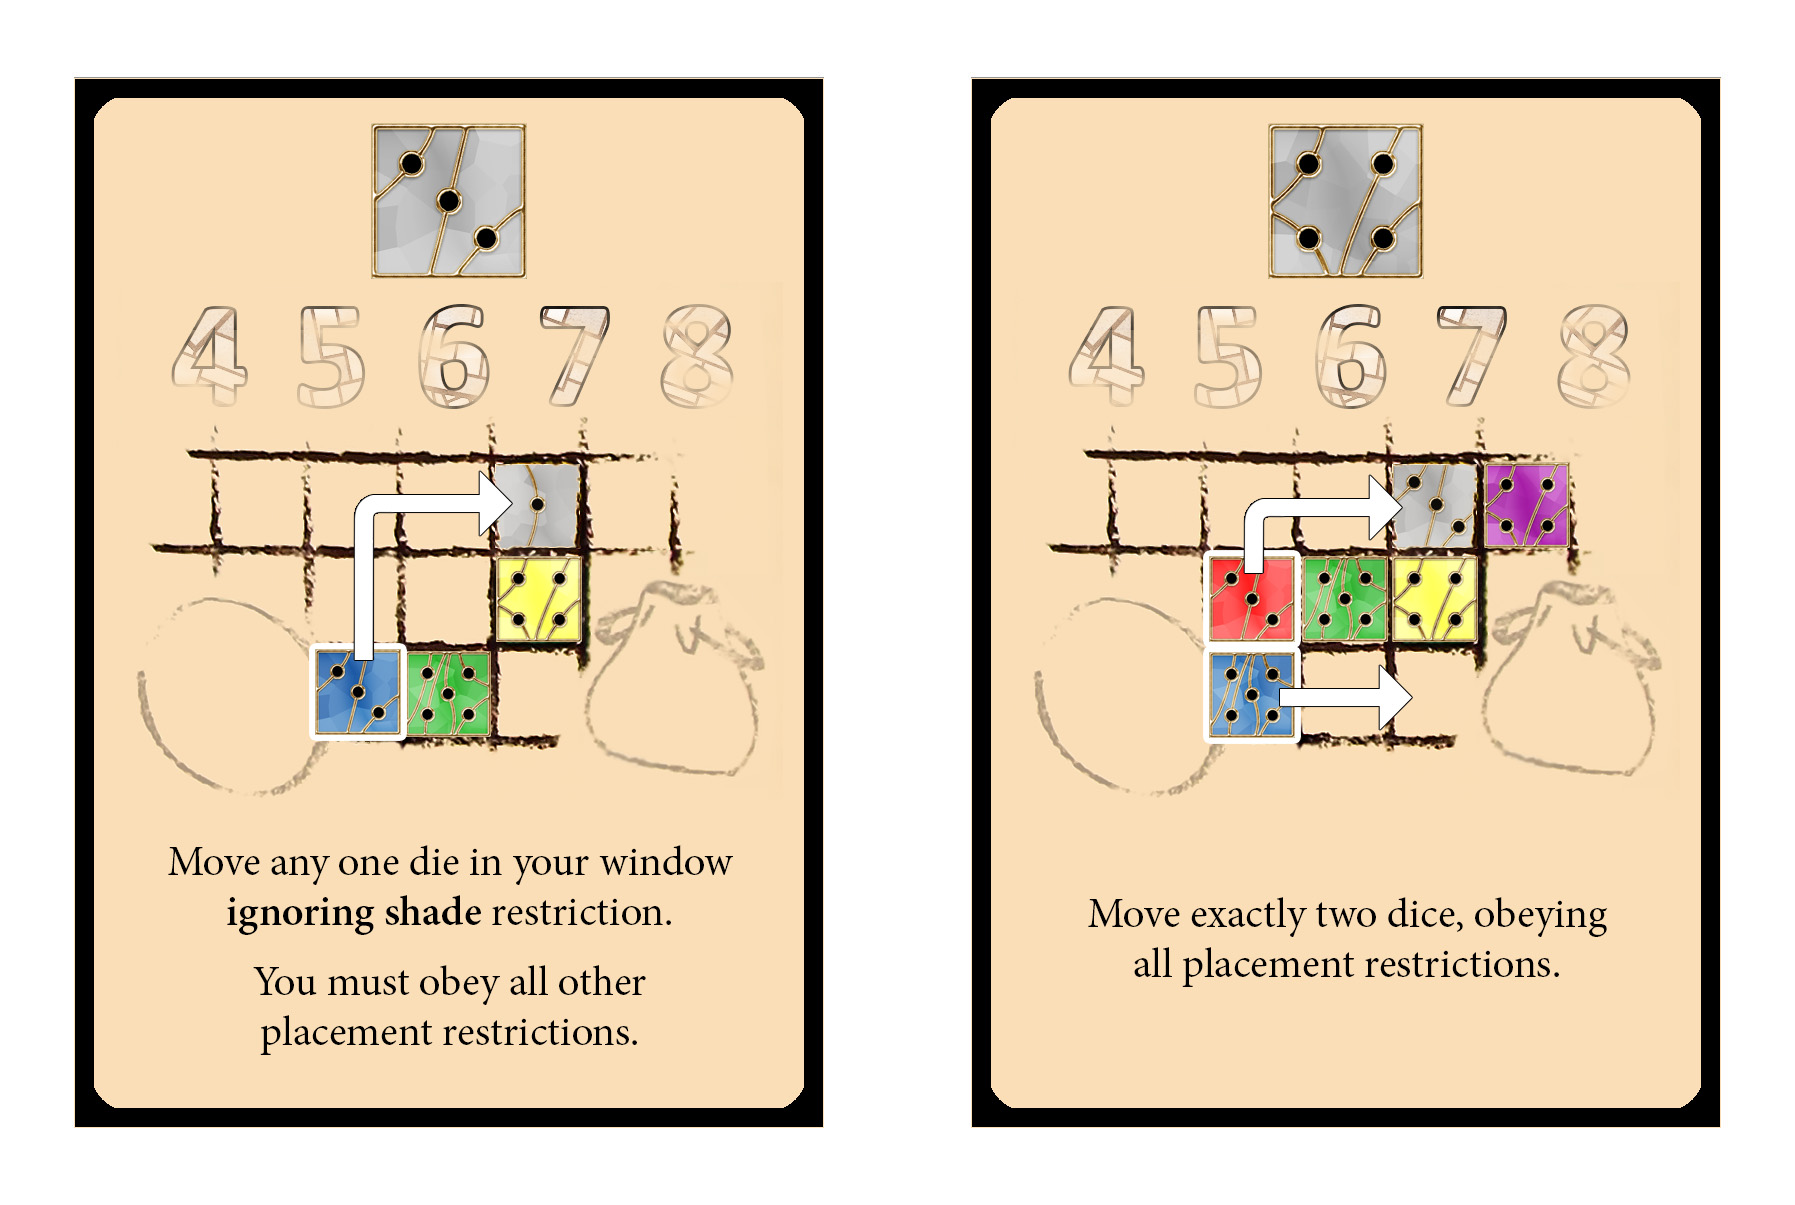 4 5 6 7 8
Move any one die in your window
ignoring shade restriction.
You must obey all other
placement restrictions.
4 5 6 7 8
Move exactly two dice, obeying
all placement restrictions.